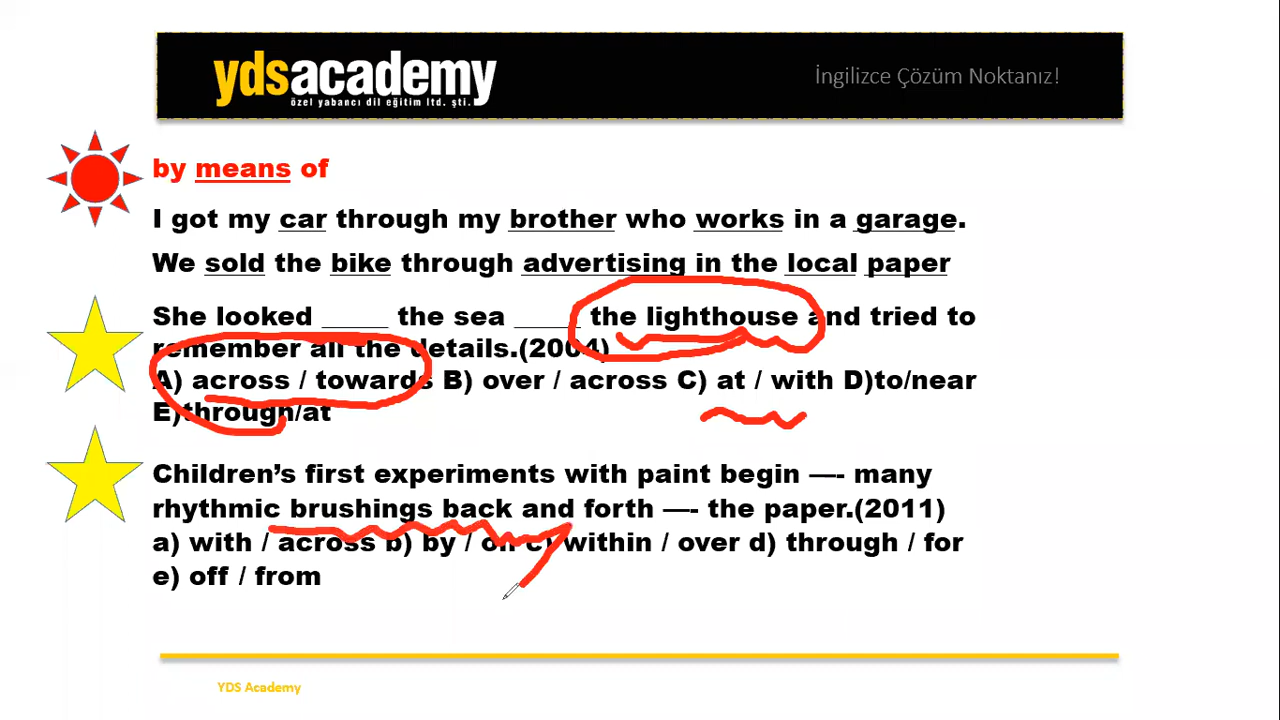 ydsacademy
özel yabancı dil eğitim ltd. şti.
İngilizce Çözüm Noktanız!
by means of
I got my car through my brother who works in a garage.
We sold the bike through advertising in the local paper
She looked _____ the sea _____ the lighthouse and tried to
remember all the details.(2004)
A) across / towards B) over / across C) at / with D)to/near
E)through/at
Children’s first experiments with paint begin —- many
rhythmic brushings back and forth —- the paper.(2011)
a) with / across b) by / on c) within / over d) through / for
e) off / from
YDS Academy